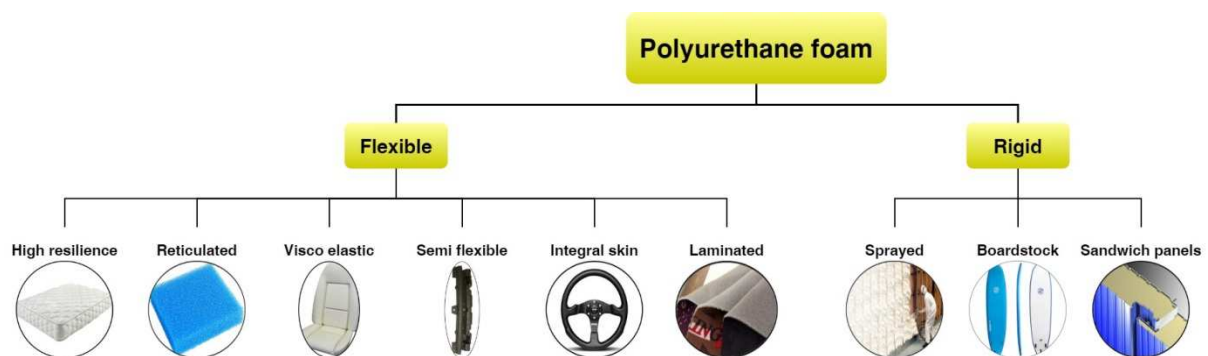 Polyurethane foam
Flexible
Rigid
High resilience
Reticulated
Visco elastic
Semi flexible
Integral skin
Laminated
Sprayed
Boardstock
Sandwich panels